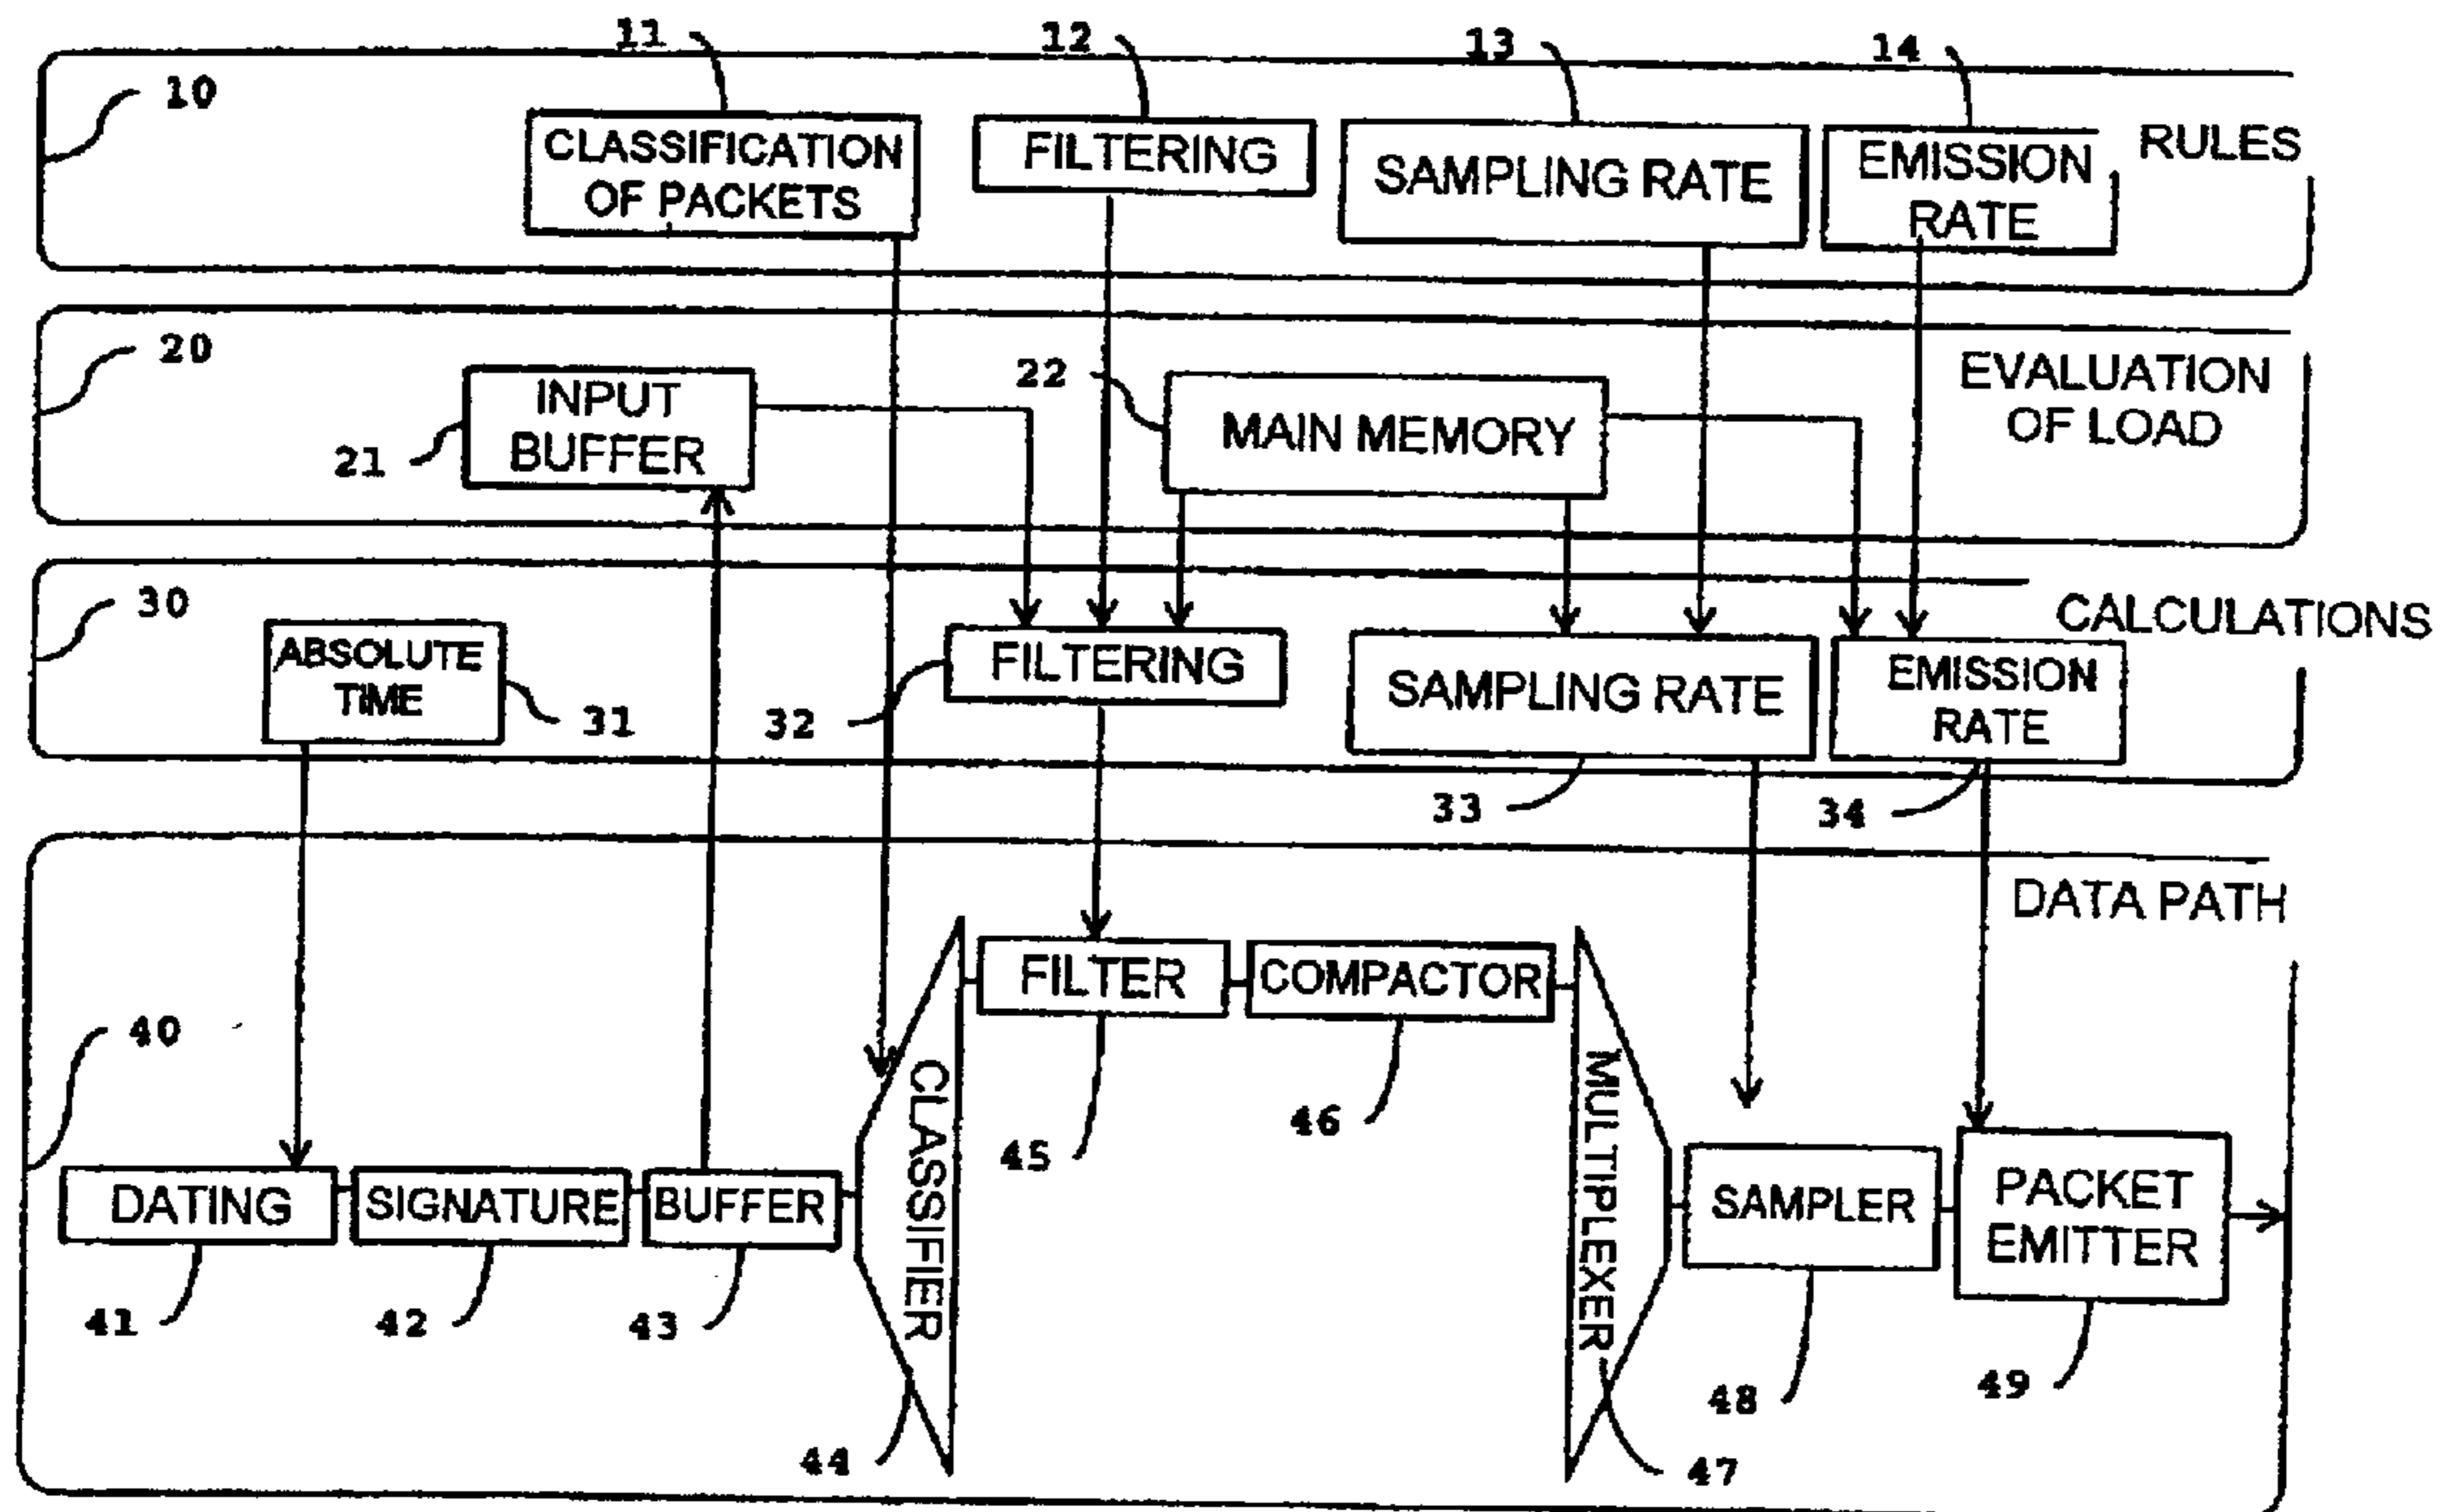 11
12
13
14
10
CLASSIFICATION
OF PACKETS
FILTERING
SAMPLING RATE
EMISSION
RATE
RULES
20
INPUT
BUFFER
21
22
MAIN MEMORY
EVALUATION
OF LOAD
30
ABSOLUTE
TIME
31
32
FILTERING
SAMPLING RATE
EMISSION
RATE
CALCULATIONS
33
34
DATA PATH
40
FILTER
COMPACTOR
45
46
CLASSIFIER
MULTIPLEXER
DATING
SIGNATURE
BUFFER
SAMPLER
PACKET
EMITTER
41
42
43
44
47
48
49